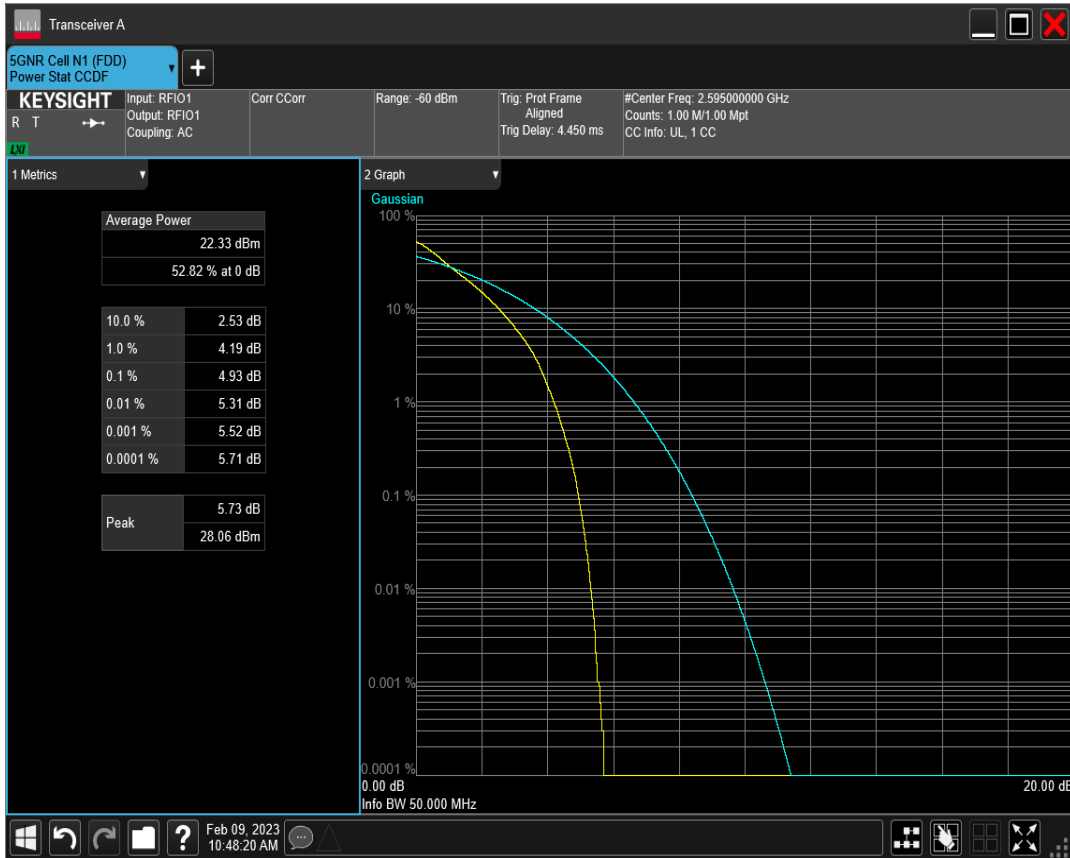 Transceiver A
5GNR Cell N1 (FDD)
Power Stat CCDF
+
KEYSIGHT
R T
LXI
Input: RFIO1
Output: RFIO1
Coupling: AC
Corr CCorr
Range: -60 dBm
Trig: Prot Frame
Aligned
Trig Delay: 4.450 ms
#Center Freq: 2.595000000 GHz
Counts: 1.00 M/1.00 Mpt
CC Info: UL, 1 CC
1 Metrics
Average Power
22.33 dBm
52.82 % at 0 dB
10.0 % 2.53 dB
1.0 % 4.19 dB
0.1 % 4.93 dB
0.01 % 5.31 dB
0.001 % 5.52 dB
0.0001 % 5.71 dB
Peak 5.73 dB
28.06 dBm
2 Graph
Gaussian
100 %
10 %
1 %
0.1 %
0.01 %
0.001 %
0.0001 %
0.00 dB 20.00 dB
Info BW 50.000 MHz
? Feb 09, 2023
10:48:20 AM